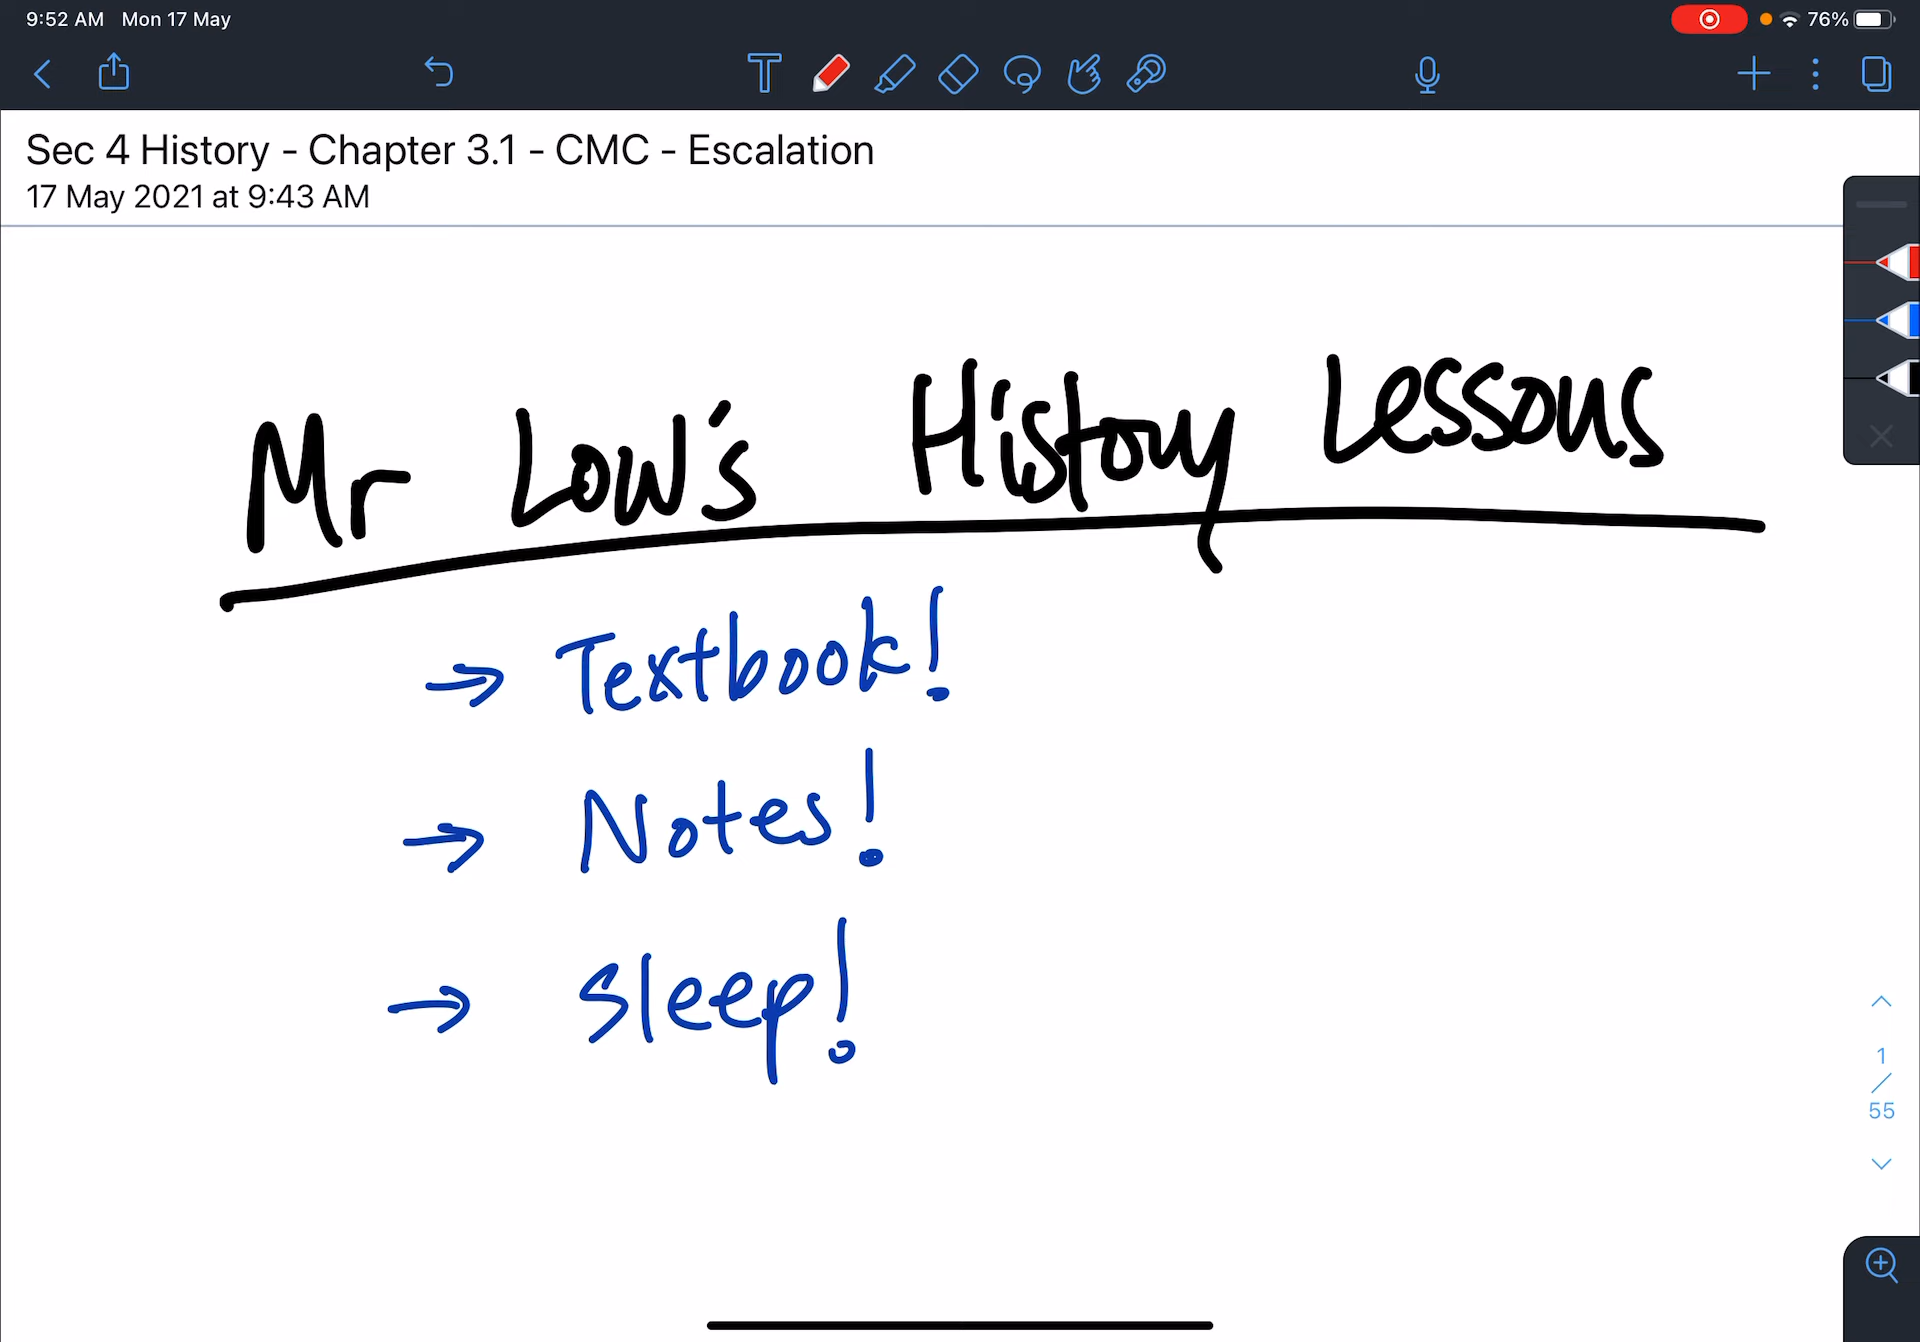 9:52 AM Mon 17 May 76%
Sec 4 History - Chapter 3.1 - CMC - Escalation
17 May 2021 at 9:43 AM
Mr Low's History Lessons
→ Textbook!
→ Notes!
→ Sleep!
1
/
55